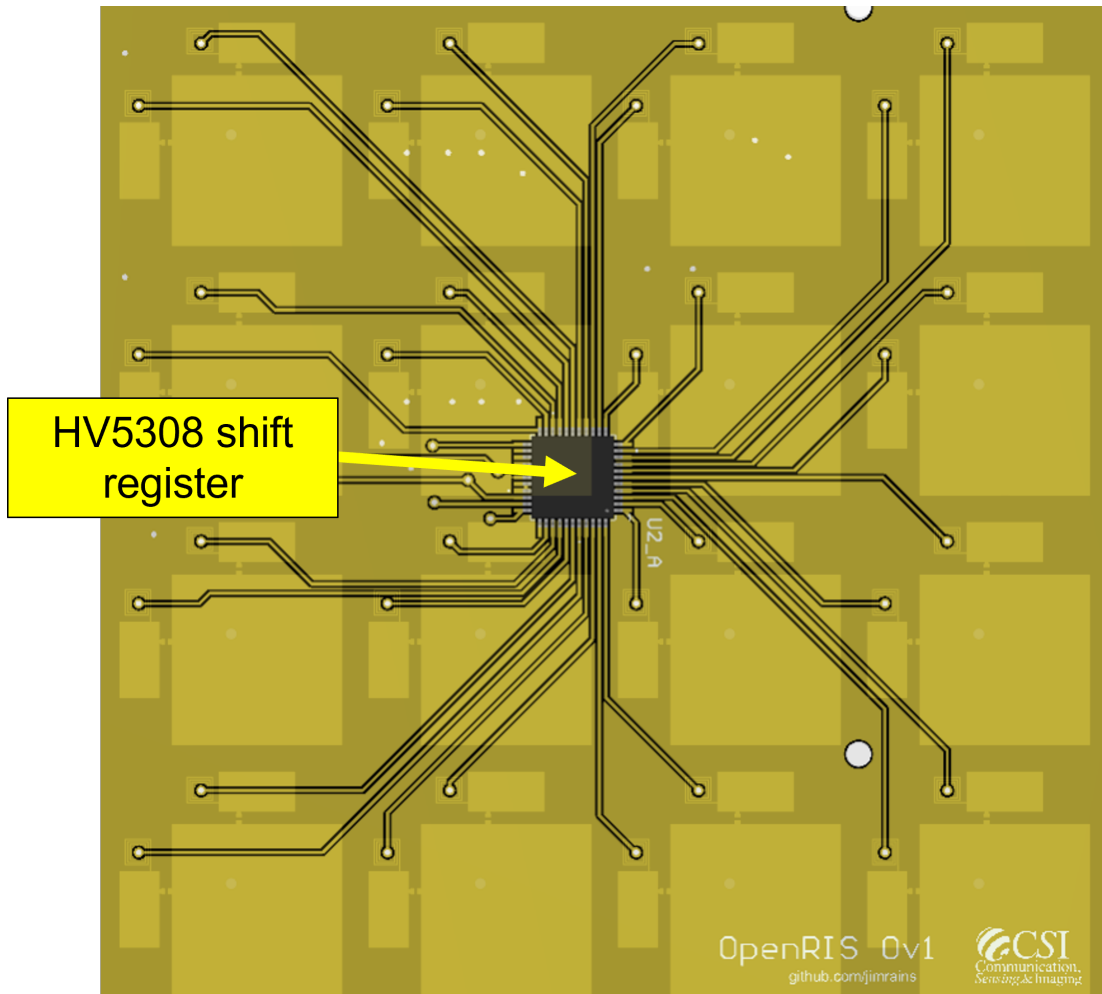 HV5308 shift
register
U2_A
OpenRIS 0v1
github.com/jimrains
CSI
Communication,
Sensing & Imaging